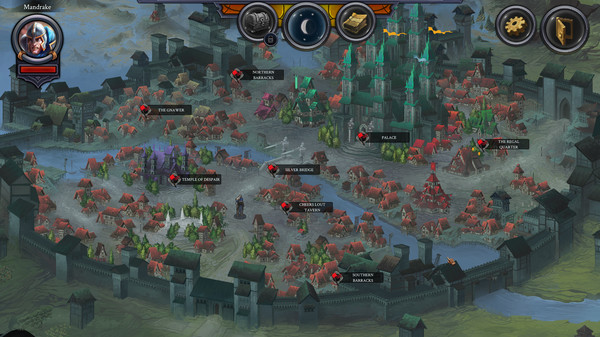 Mandrake
NORTHERN
BARRACKS
THE GNAWER
PALACE
THE REGAL
QUARTER
SILVER BRIDGE
TEMPLE OF DESPAIR
CHEERS LOUT
TAVERN
SOUTHERN
BARRACKS